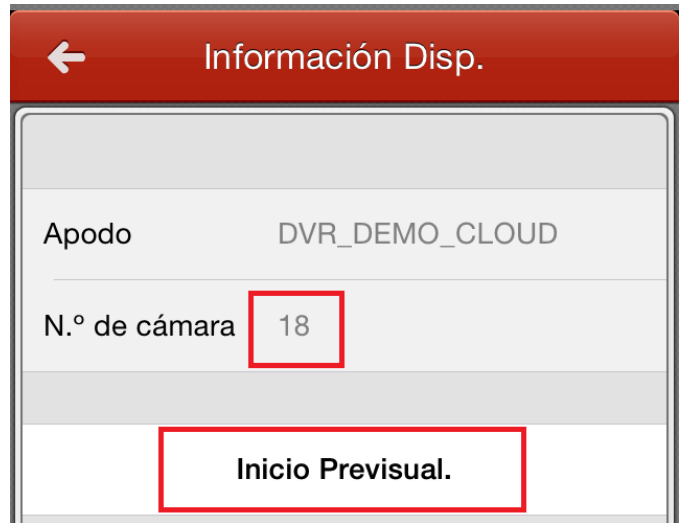 Información Disp.
Apodo DVR_DEMO_CLOUD
N.º de cámara 18
Inicio Previsual.